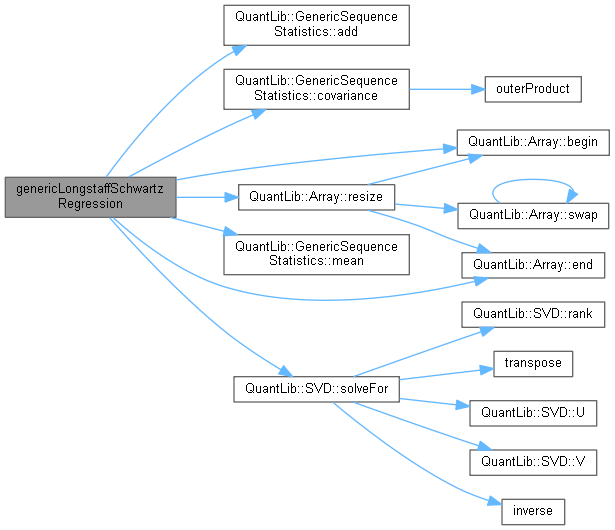 QuantLib::GenericSequence
Statistics::add
QuantLib::GenericSequence
Statistics::covariance
outerProduct
QuantLib::Array::begin
genericLongstaffSchwartz
Regression
QuantLib::Array::resize
QuantLib::Array::swap
QuantLib::GenericSequence
Statistics::mean
QuantLib::Array::end
QuantLib::SVD::rank
transpose
QuantLib::SVD::solveFor
QuantLib::SVD::U
QuantLib::SVD::V
inverse